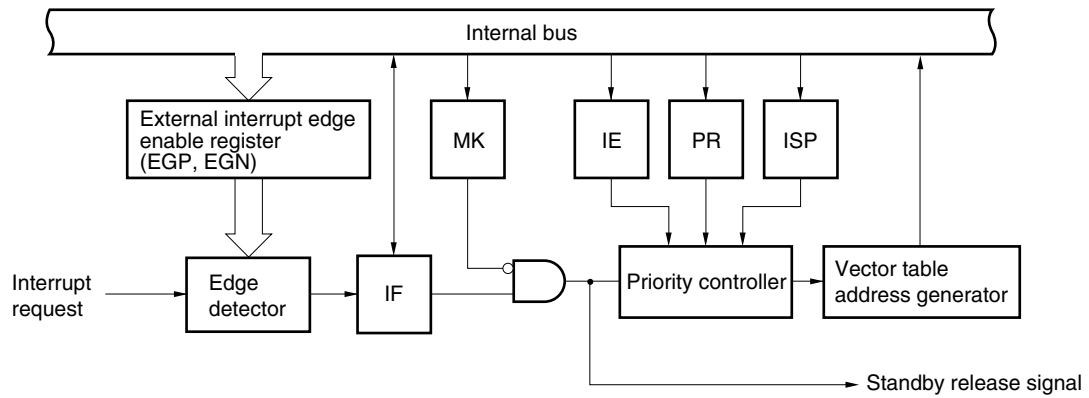 Internal bus
External interrupt edge
enable register
(EGP, EGN)
MK
IE
PR
ISP
Interrupt
request
Edge
detector
IF
Priority controller
Vector table
address generator
Standby release signal